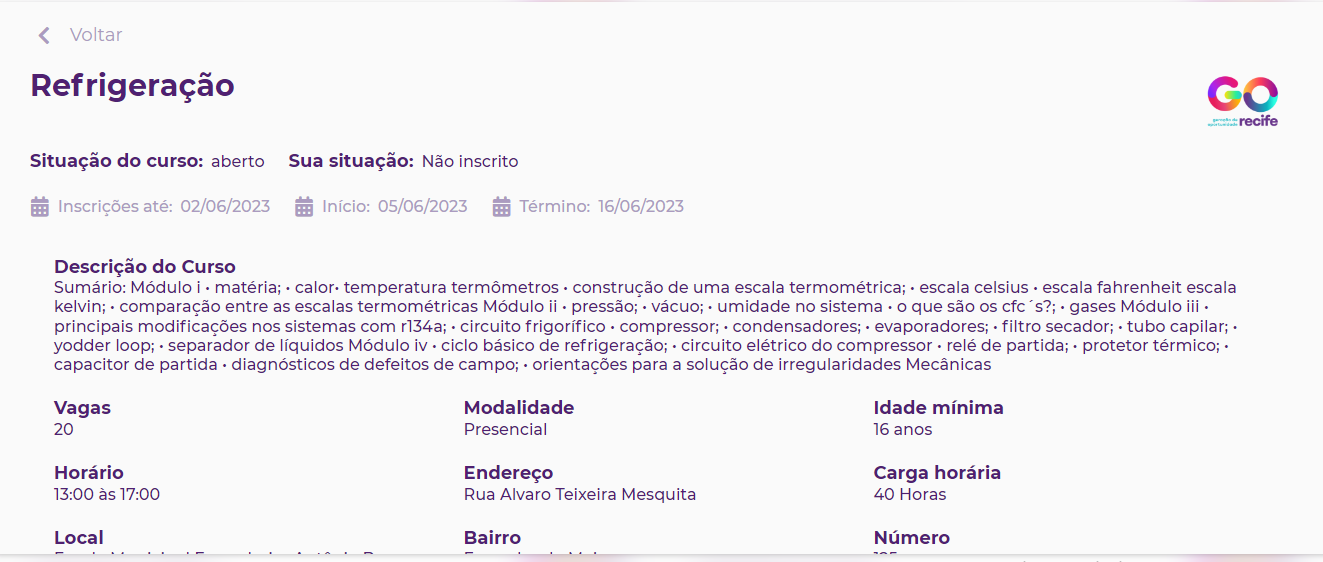 Voltar
Refrigeração
GO
geração de
oportunidade recife
Situação do curso: aberto Sua situação: Não inscrito
Inscrições até: 02/06/2023 Início: 05/06/2023 Término: 16/06/2023
Descrição do Curso
Sumário: Módulo i • matéria; • calor• temperatura termômetros • construção de uma escala termométrica; • escala celsius • escala fahrenheit escala
kelvin; • comparação entre as escalas termométricas Módulo ii • pressão; • vácuo; • umidade no sistema • o que são os cfc´s?; • gases Módulo iii •
principais modificações nos sistemas com r134a; • circuito frigorífico • compressor; • condensadores; • evaporadores; • filtro secador; • tubo capilar; •
yodder loop; • separador de líquidos Módulo iv • ciclo básico de refrigeração; • circuito elétrico do compressor • relé de partida; • protetor térmico; •
capacitor de partida • diagnósticos de defeitos de campo; • orientações para a solução de irregularidades Mecânicas
Vagas Modalidade Idade mínima
20 Presencial 16 anos
Horário Endereço Carga horária
13:00 às 17:00 Rua Alvaro Teixeira Mesquita 40 Horas
Local Bairro Número